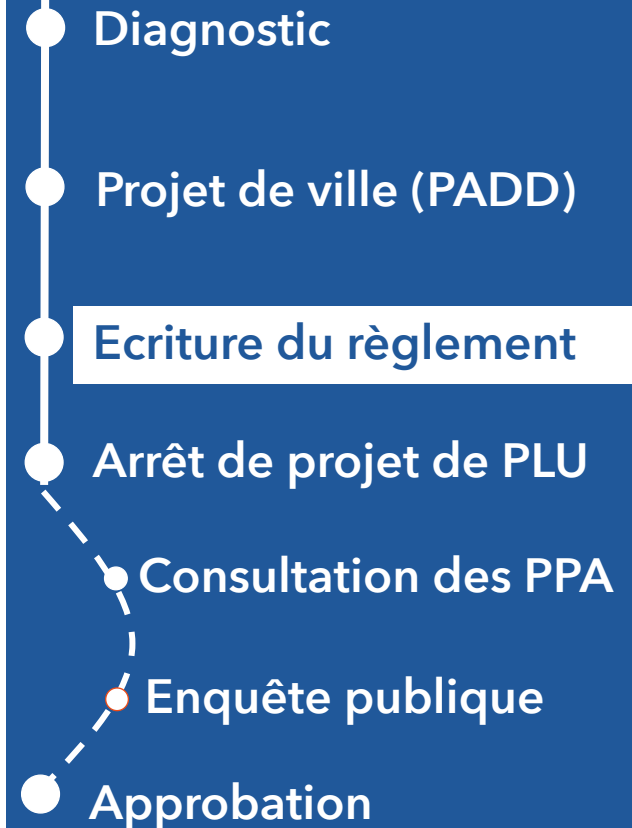 Diagnostic
Projet de ville (PADD)
Ecriture du règlement
Arrêt de projet de PLU
Consultation des PPA
Enquête publique
Approbation